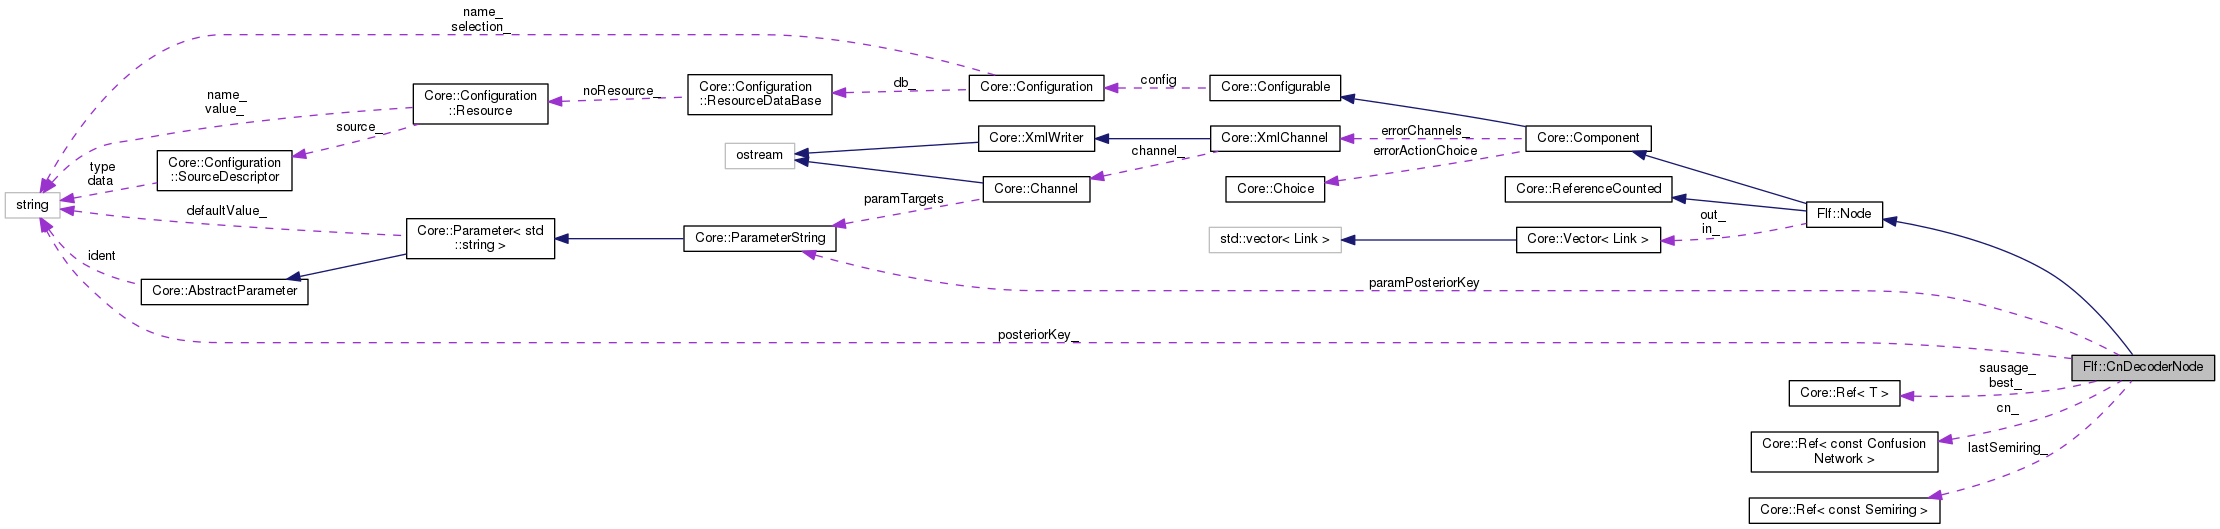 name_
selection_
Core::Configuration
::Resource
noResource_
Core::Configuration
::ResourceDataBase
db_
Core::Configuration
config
Core::Configurable
name_
value_
source_
Core::XmlWriter
Core::XmlChannel
errorChannels_
Core::Component
errorActionChoice
ostream
channel_
type
data
Core::Configuration
::SourceDescriptor
Core::Channel
Core::Choice
Core::ReferenceCounted
string
paramTargets
defaultValue_
Flf::Node
out_
in_
Core::Parameter< std
::string >
Core::ParameterString
std::vector< Link >
Core::Vector< Link >
ident
Core::AbstractParameter
paramPosteriorKey
posteriorKey_
Flf::CnDecoderNode
sausage_
best_
Core::Ref< T >
cn_
Core::Ref< const Confusion
Network >
lastSemiring_
Core::Ref< const Semiring >